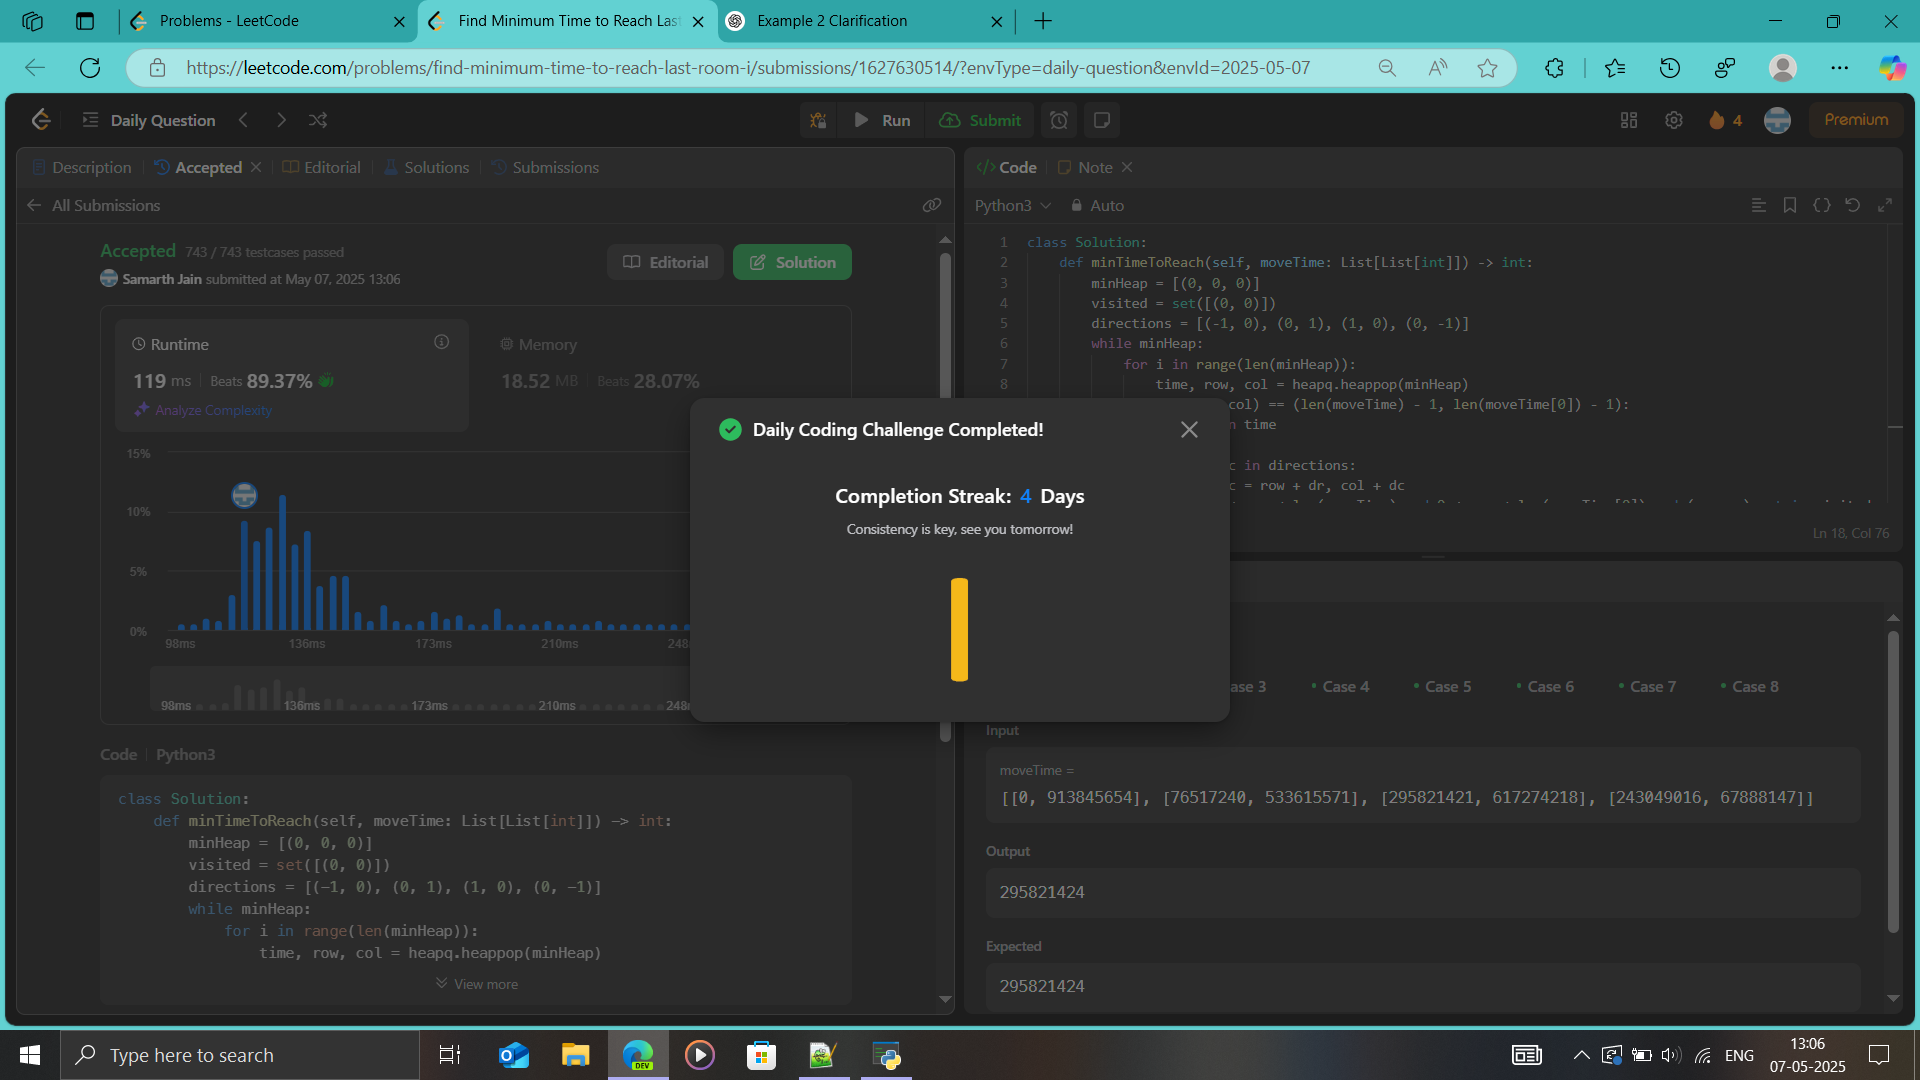 Problems - LeetCode
Find Minimum Time to Reach Las
Example 2 Clarification
https://leetcode.com/problems/find-minimum-time-to-reach-last-room-i/submissions/1627630514/?envType=daily-question&envId=2025-05-07
Daily Question
Run
Submit
4
Premium
Description
Accepted
Editorial
Solutions
Submissions
All Submissions
Accepted 743 / 743 testcases passed
Samarth Jain submitted at May 07, 2025 13:06
Editorial
Solution
Runtime
119 ms Beats 89.37%
Analyze Complexity
Memory
18.52 MB Beats 28.07%
15%
10%
5%
0%
98ms 136ms 173ms 210ms 248
98ms 136ms 173ms 210ms 248
Code Python3
class Solution:
def minTimeToReach(self, moveTime: List[List[int]]) -> int:
minHeap = [(0, 0, 0)]
visited = set([(0, 0)])
directions = [(-1, 0), (0, 1), (1, 0), (0, -1)]
while minHeap:
for i in range(len(minHeap)):
time, row, col = heapq.heappop(minHeap)
View more
Daily Coding Challenge Completed!
Completion Streak: 4 Days
Consistency is key, see you tomorrow!
</> Code
Note
Python3
Auto
1 class Solution:
2 def minTimeToReach(self, moveTime: List[List[int]]) -> int:
3 minHeap = [(0, 0, 0)]
4 visited = set([(0, 0)])
5 directions = [(-1, 0), (0, 1), (1, 0), (0, -1)]
6 while minHeap:
7 for i in range(len(minHeap)):
8 time, row, col = heapq.heappop(minHeap)
col) == (len(moveTime) - 1, len(moveTime[0]) - 1):
n time
c in directions:
c = row + dr, col + dc
Ln 18, Col 76
ase 3
Case 4
Case 5
Case 6
Case 7
Case 8
Input
moveTime =
[[0, 913845654], [76517240, 533615571], [295821421, 617274218], [243049016, 67888147]]
Output
295821424
Expected
295821424
Type here to search
DEV
ENG
13:06
07-05-2025